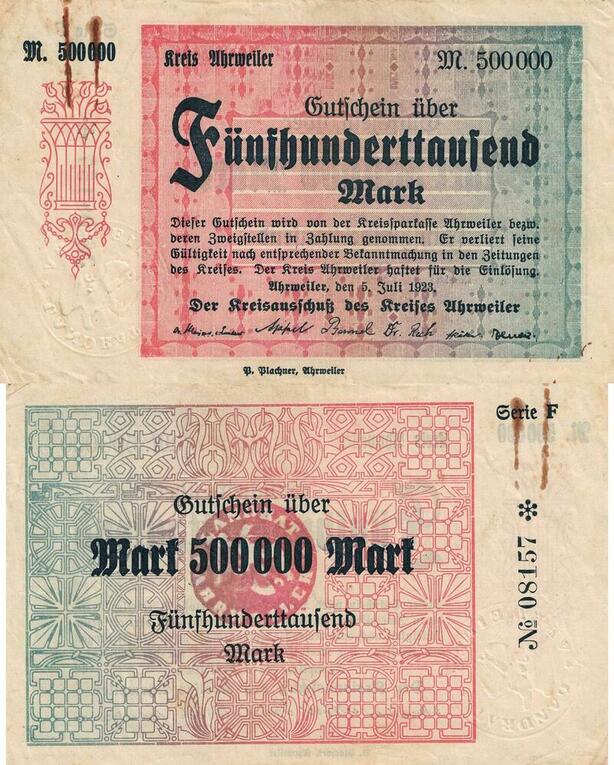 M. 500000
Kreis Ahrweiler
M. 500000
Gutschein über
Fünfhunderttausend
Mark
Dieser Gutschein wird von der Kreissparkasse Ahrweiler bezw.
deren Zweigstellen in Zahlung genommen. Er verliert seine
Gültigkeit nach entsprechender Bekanntmachung in den Zeitungen
des Kreises. Der Kreis Ahrweiler haftet für die Einlösung.
Ahrweiler, den 5. Juli 1923.
Der Kreisausschuß des Kreises Ahrweiler
P. Plachner, Ahrweiler
Serie F
Gutschein über
Mark 500000 Mark
Fünfhunderttausend
Mark
№ 08157 *